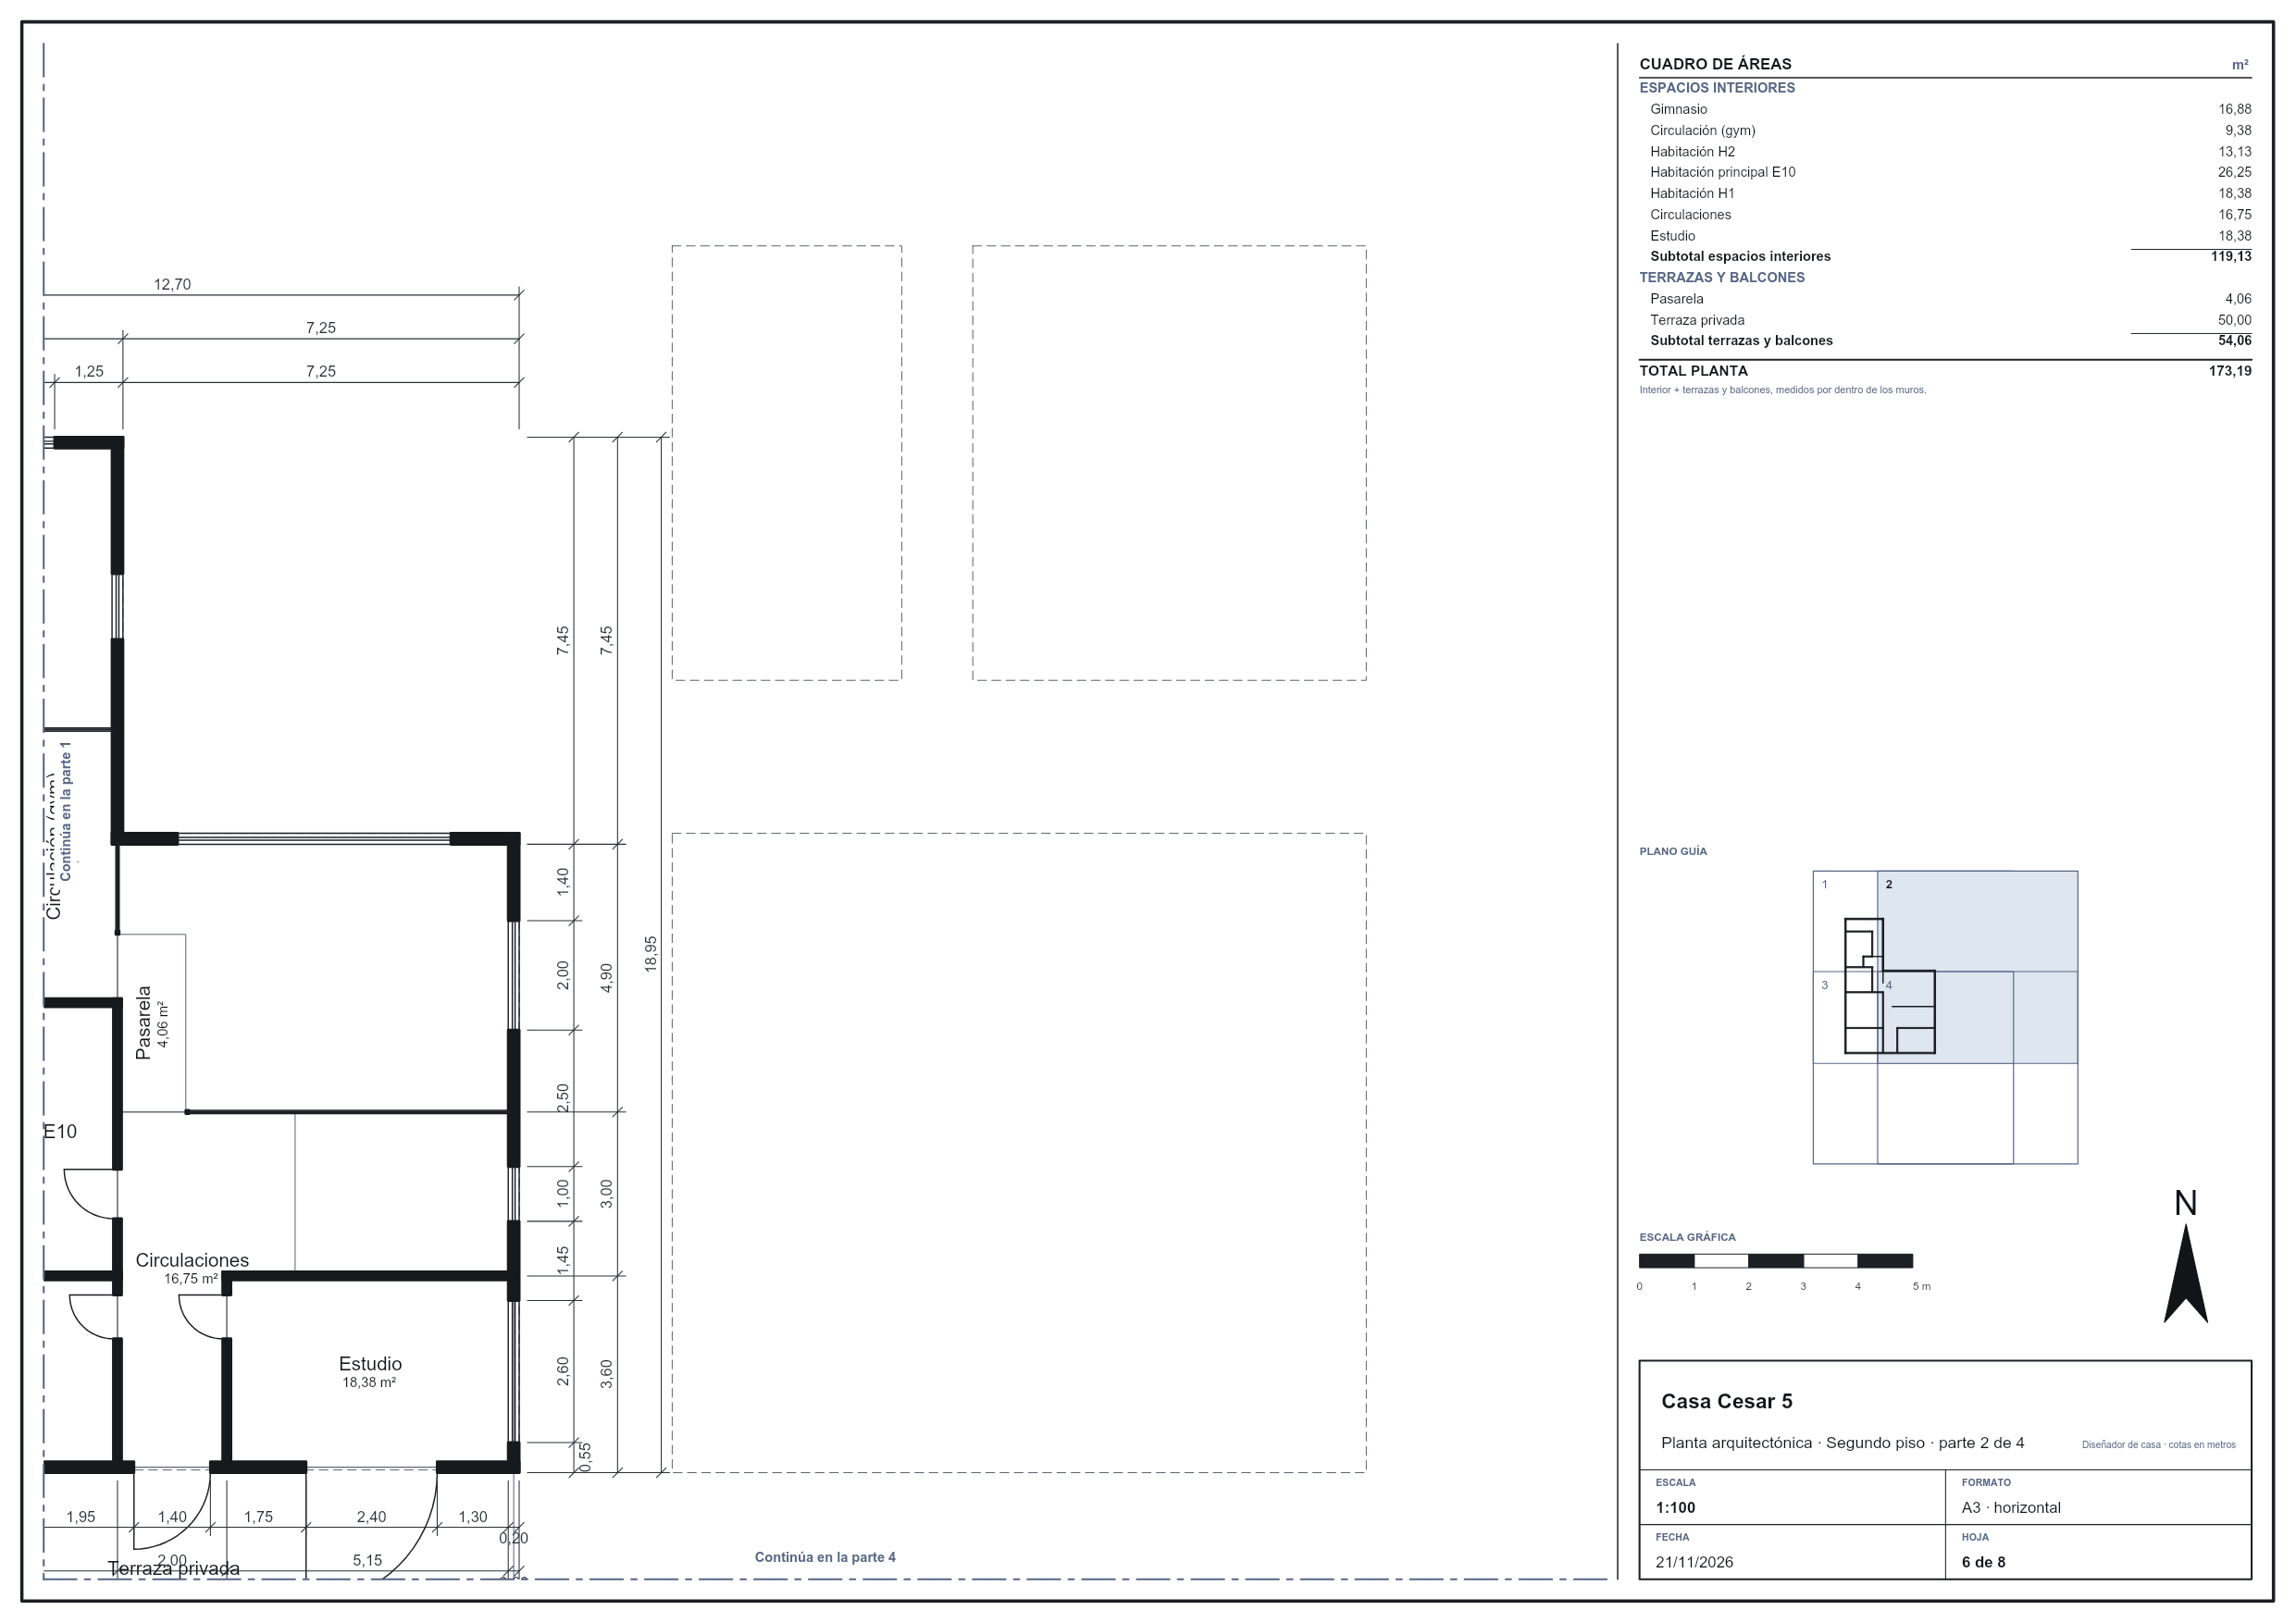 12,70
7,25
1,25
7,25
7,45
7,45
18,95
1,40
2,00
4,90
2,50
1,00
3,00
1,45
2,60
3,60
0,55
Continúa en la parte 1
Circulación (gym)
Pasarela
4,06 m²
E10
Circulaciones
16,75 m²
Estudio
18,38 m²
1,95
1,40
1,75
2,40
1,30
0,20
2,00
5,15
Terraza privada
Continúa en la parte 4
CUADRO DE ÁREAS m²
ESPACIOS INTERIORES
Gimnasio 16,88
Circulación (gym) 9,38
Habitación H2 13,13
Habitación principal E10 26,25
Habitación H1 18,38
Circulaciones 16,75
Estudio 18,38
Subtotal espacios interiores 119,13
TERRAZAS Y BALCONES
Pasarela 4,06
Terraza privada 50,00
Subtotal terrazas y balcones 54,06
TOTAL PLANTA 173,19
Interior + terrazas y balcones, medidos por dentro de los muros.
PLANO GUÍA
1 2
3 4
N
ESCALA GRÁFICA
0 1 2 3 4 5 m
Casa Cesar 5
Planta arquitectónica · Segundo piso · parte 2 de 4
Diseñador de casa · cotas en metros
ESCALA
1:100
FORMATO
A3 · horizontal
FECHA
21/11/2026
HOJA
6 de 8